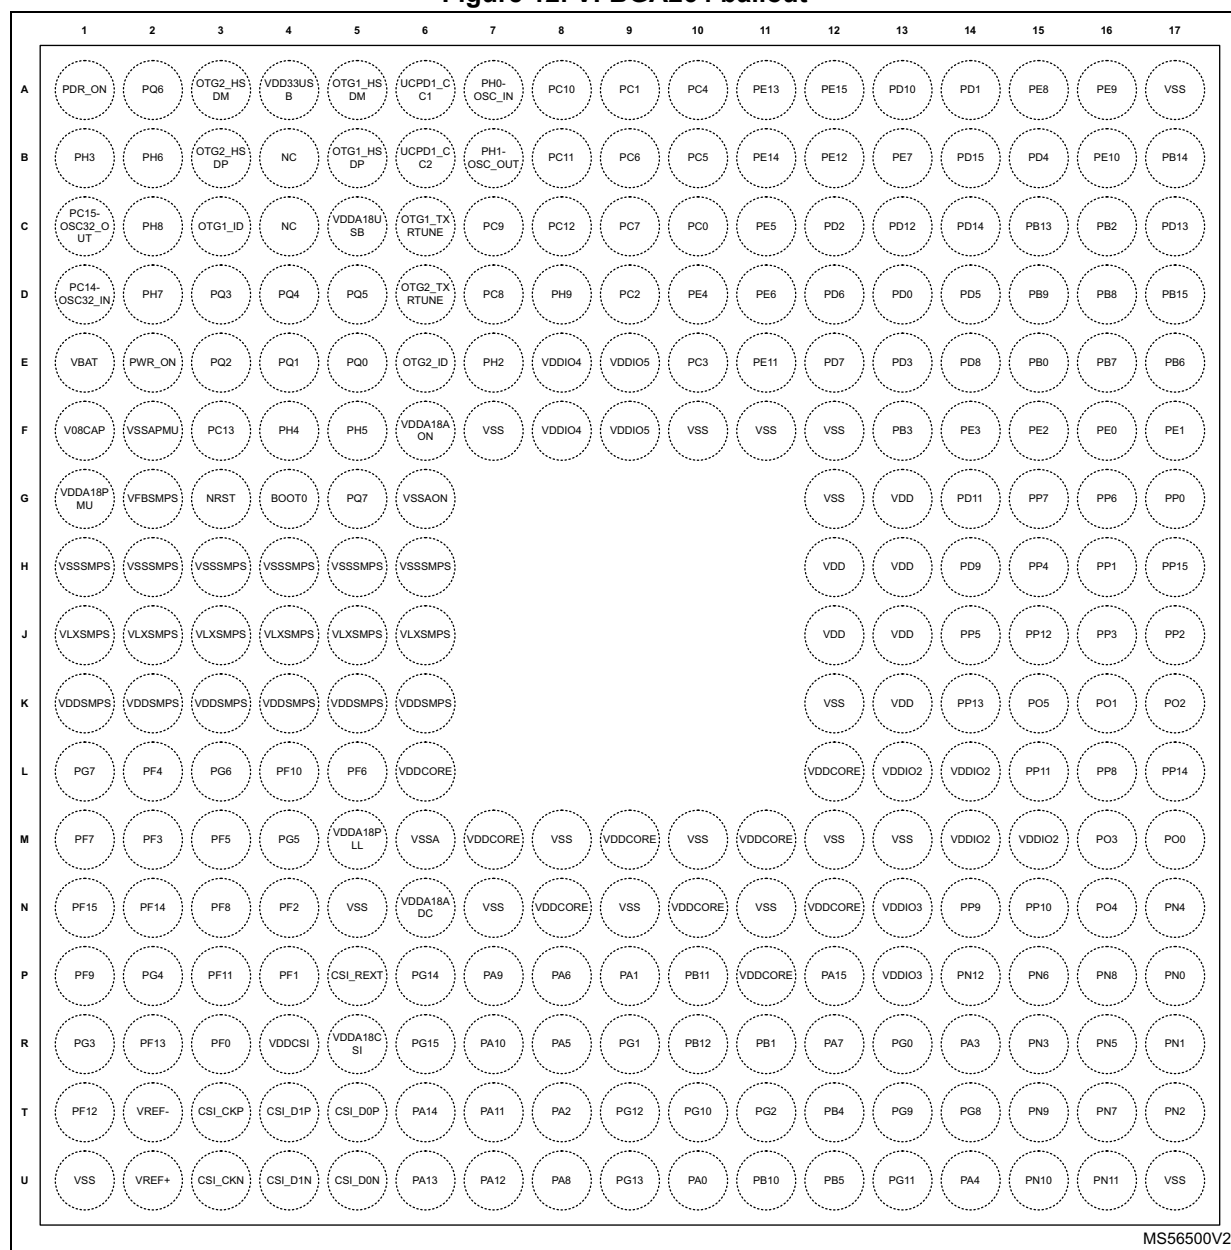 1 2 3 4 5 6 7 8 9 10 11 12 13 14 15 16 17
A PDR_ON PQ6 OTG2_HSDM VDD33USB OTG1_HSDM UCPD1_CC1 PH0-OSC_IN PC10 PC1 PC4 PE13 PE15 PD10 PD1 PE8 PE9 VSS
B PH3 PH6 OTG2_HSDP NC OTG1_HSDP UCPD1_CC2 PH1-OSC_OUT PC11 PC6 PC5 PE14 PE12 PE7 PD15 PD4 PE10 PB14
C PC15-OSC32_OUT PH8 OTG1_ID NC VDDA18USB OTG1_TXRTUNE PC9 PC12 PC7 PC0 PE5 PD2 PD12 PD14 PB13 PB2 PD13
D PC14-OSC32_IN PH7 PQ3 PQ4 PQ5 OTG2_TXRTUNE PC8 PH9 PC2 PE4 PE6 PD6 PD0 PD5 PB9 PB8 PB15
E VBAT PWR_ON PQ2 PQ1 PQ0 OTG2_ID PH2 VDDIO4 VDDIO5 PC3 PE11 PD7 PD3 PD8 PB0 PB7 PB6
F V08CAP VSSAPMU PC13 PH4 PH5 VDDA18AON VSS VDDIO4 VDDIO5 VSS VSS VSS PB3 PE3 PE2 PE0 PE1
G VDDA18PMU VFBSMPS NRST BOOT0 PQ7 VSSAON VSS VDD PD11 PP7 PP6 PP0
H VSSSMPS VSSSMPS VSSSMPS VSSSMPS VSSSMPS VSSSMPS VDD VDD PD9 PP4 PP1 PP15
J VLXSMPS VLXSMPS VLXSMPS VLXSMPS VLXSMPS VLXSMPS VDD VDD PP5 PP12 PP3 PP2
K VDDSMPS VDDSMPS VDDSMPS VDDSMPS VDDSMPS VDDSMPS VSS VDD PP13 PO5 PO1 PO2
L PG7 PF4 PG6 PF10 PF6 VDDCORE VDDCORE VDDIO2 VDDIO2 PP11 PP8 PP14
M PF7 PF3 PF5 PG5 VDDA18PLL VSSA VDDCORE VSS VDDCORE VSS VDDCORE VSS VSS VDDIO2 VDDIO2 PO3 PO0
N PF15 PF14 PF8 PF2 VSS VDDA18ADC VSS VDDCORE VSS VDDCORE VSS VDDCORE VDDIO3 PP9 PP10 PO4 PN4
P PF9 PG4 PF11 PF1 CSI_REXT PG14 PA9 PA6 PA1 PB11 VDDCORE PA15 VDDIO3 PN12 PN6 PN8 PN0
R PG3 PF13 PF0 VDDCSI VDDA18CSI PG15 PA10 PA5 PG1 PB12 PB1 PA7 PG0 PA3 PN3 PN5 PN1
T PF12 VREF- CSI_CKP CSI_D1P CSI_D0P PA14 PA11 PA2 PG12 PG10 PG2 PB4 PG9 PG8 PN9 PN7 PN2
U VSS VREF+ CSI_CKN CSI_D1N CSI_D0N PA13 PA12 PA8 PG13 PA0 PB10 PB5 PG11 PA4 PN10 PN11 VSS
MS56500V2